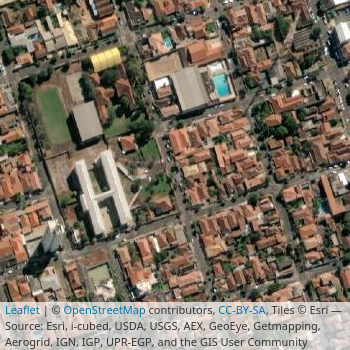 Leaflet | © OpenStreetMap contributors, CC-BY-SA, Tiles © Esri —
Source: Esri, i-cubed, USDA, USGS, AEX, GeoEye, Getmapping,
Aerogrid, IGN, IGP, UPR-EGP, and the GIS User Community